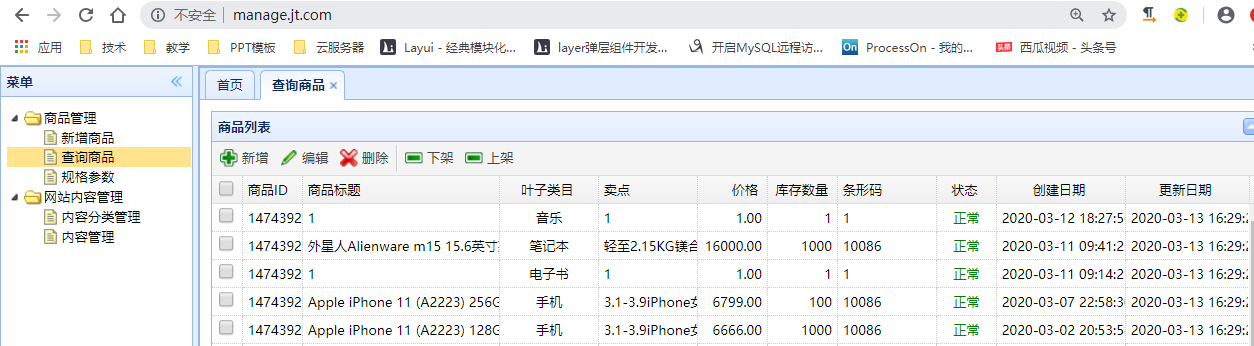 不安全 manage.jt.com
应用 技术 教学 PPT模板 云服务器 Layui - 经典模块化... layer弹层组件开发... 开启MySQL远程访... On ProcessOn - 我的... 头条 西瓜视频 - 头条号
菜单
首页 查询商品
商品管理
新增商品
查询商品
规格参数
网站内容管理
内容分类管理
内容管理
商品列表
新增 编辑 删除 下架 上架
商品ID 商品标题 叶子类目 卖点 价格 库存数量 条形码 状态 创建日期 更新日期
1474392 1 音乐 1 1.00 1 1 正常 2020-03-12 18:27:5 2020-03-13 16:29:2
1474392 外星人Alienware m15 15.6英寸 笔记本 轻至2.15KG镁合 16000.00 1000 10086 正常 2020-03-11 09:41:2 2020-03-13 16:29:2
1474392 1 电子书 1 1.00 1 1 正常 2020-03-11 09:14:2 2020-03-13 16:29:2
1474392 Apple iPhone 11 (A2223) 256G 手机 3.1-3.9iPhone女 6799.00 100 10086 正常 2020-03-07 22:58:3 2020-03-13 16:29:2
1474392 Apple iPhone 11 (A2223) 128G 手机 3.1-3.9iPhone女 6666.00 1000 10086 正常 2020-03-02 20:53:5 2020-03-13 16:29:2